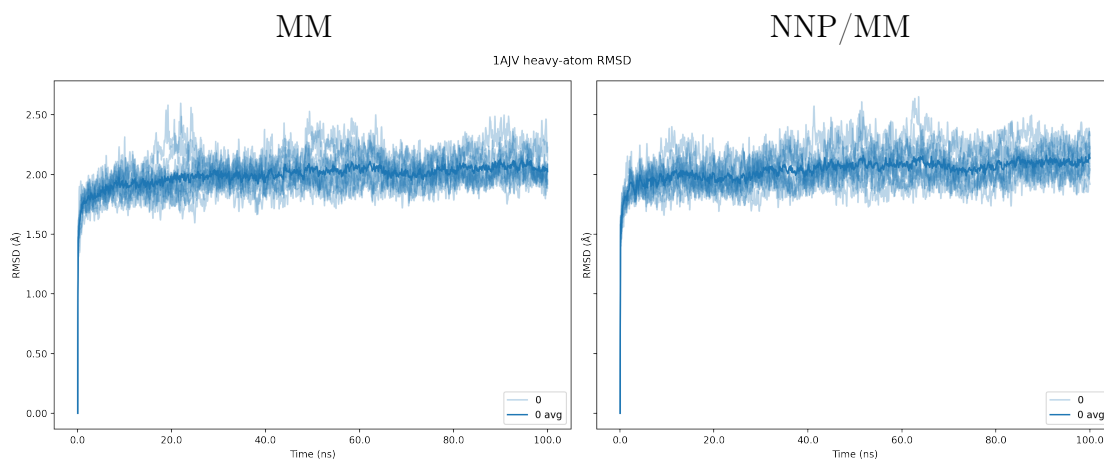 MM NNP/MM
1AJV heavy-atom RMSD
RMSD (Å)
2.50
2.00
1.50
1.00
0.50
0.00
0.0 20.0 40.0 60.0 80.0 100.0
Time (ns)
0
0 avg
RMSD (Å)
0.0 20.0 40.0 60.0 80.0 100.0
Time (ns)
0
0 avg